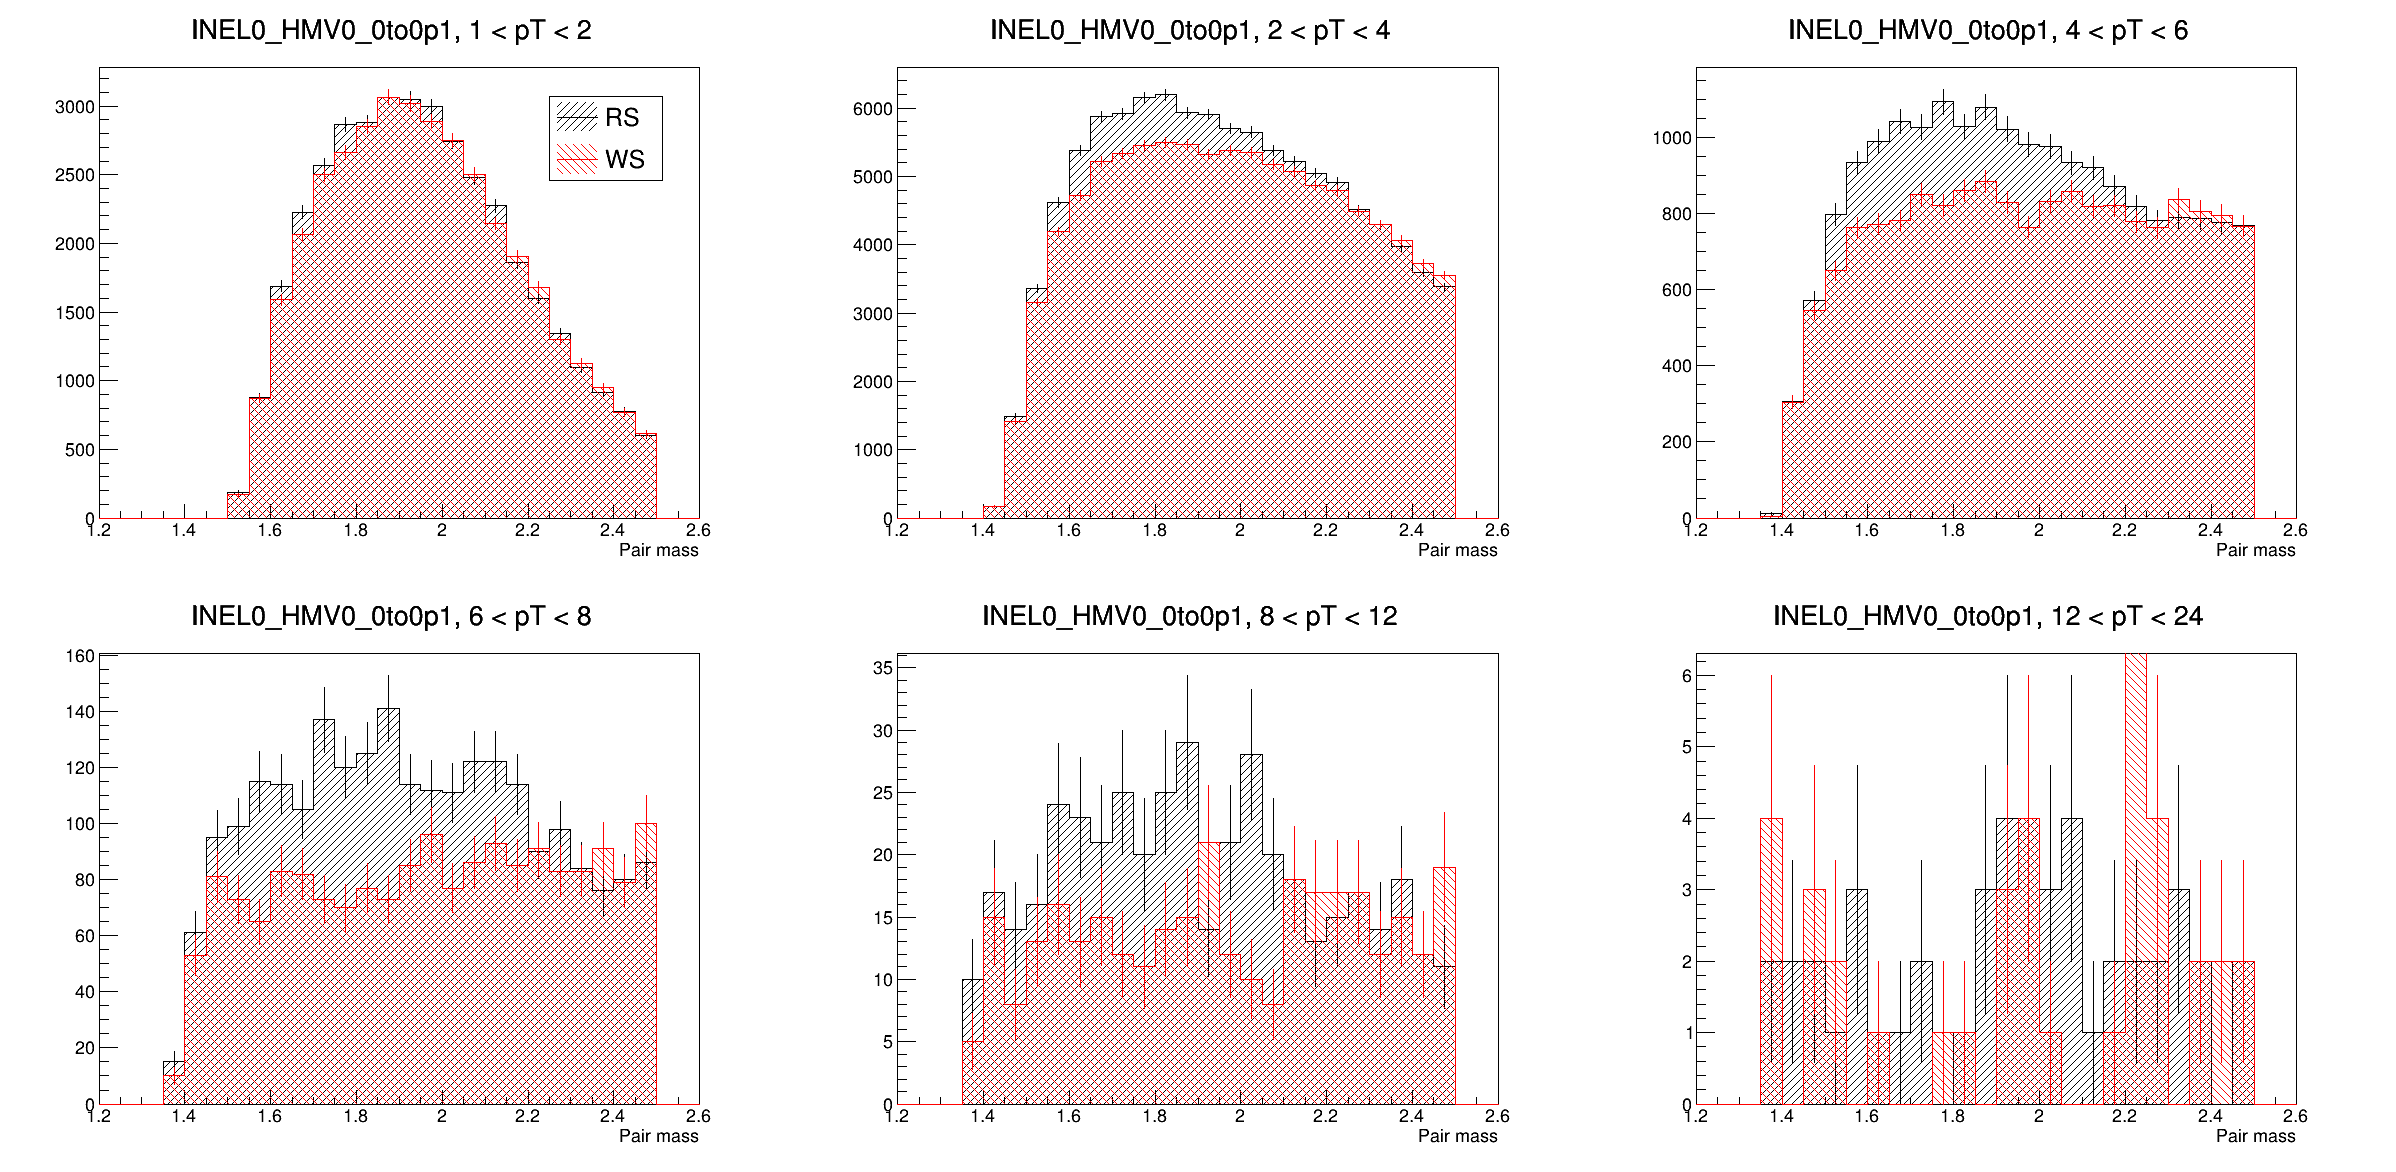 INEL0_HMV0_0to0p1, 1 < pT < 2
3000
2500
2000
1500
1000
500
0
1.2 1.4 1.6 1.8 2 2.2 2.4 2.6
Pair mass
RS
WS
INEL0_HMV0_0to0p1, 2 < pT < 4
6000
5000
4000
3000
2000
1000
0
1.2 1.4 1.6 1.8 2 2.2 2.4 2.6
Pair mass
INEL0_HMV0_0to0p1, 4 < pT < 6
1000
800
600
400
200
0
1.2 1.4 1.6 1.8 2 2.2 2.4 2.6
Pair mass
INEL0_HMV0_0to0p1, 6 < pT < 8
160
140
120
100
80
60
40
20
0
1.2 1.4 1.6 1.8 2 2.2 2.4 2.6
Pair mass
INEL0_HMV0_0to0p1, 8 < pT < 12
35
30
25
20
15
10
5
0
1.2 1.4 1.6 1.8 2 2.2 2.4 2.6
Pair mass
INEL0_HMV0_0to0p1, 12 < pT < 24
6
5
4
3
2
1
0
1.2 1.4 1.6 1.8 2 2.2 2.4 2.6
Pair mass